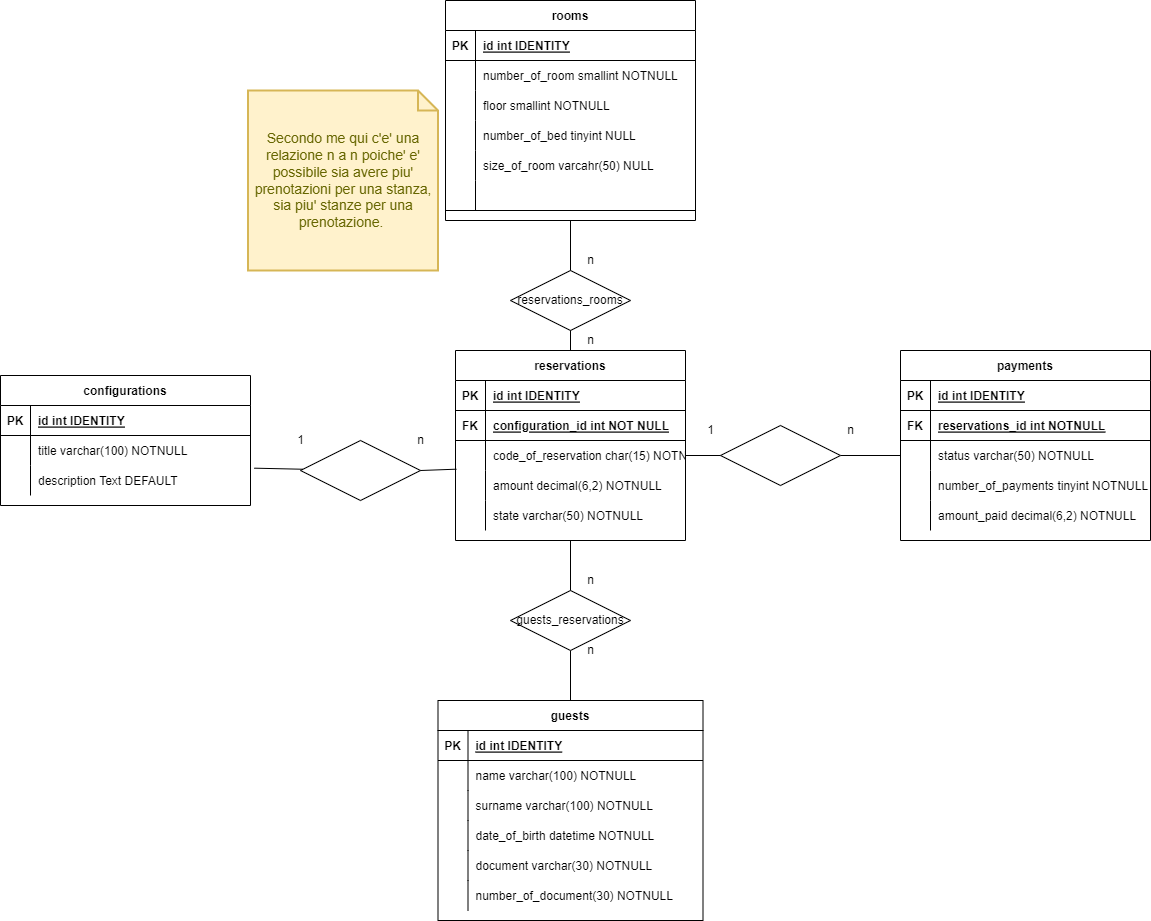 rooms
PK id int IDENTITY
number_of_room smallint NOTNULL
floor smallint NOTNULL
number_of_bed tinyint NULL
size_of_room varcahr(50) NULL
Secondo me qui c'e' una
relazione n a n poiche' e'
possibile sia avere piu'
prenotazioni per una stanza,
sia piu' stanze per una
prenotazione.
n
reservations_rooms
n
configurations
PK id int IDENTITY
title varchar(100) NOTNULL
description Text DEFAULT
1
n
reservations
PK id int IDENTITY
FK configuration_id int NOT NULL
code_of_reservation char(15) NOTN
amount decimal(6,2) NOTNULL
state varchar(50) NOTNULL
1
n
payments
PK id int IDENTITY
FK reservations_id int NOTNULL
status varchar(50) NOTNULL
number_of_payments tinyint NOTNULL
amount_paid decimal(6,2) NOTNULL
n
guests_reservations
n
guests
PK id int IDENTITY
name varchar(100) NOTNULL
surname varchar(100) NOTNULL
date_of_birth datetime NOTNULL
document varchar(30) NOTNULL
number_of_document(30) NOTNULL